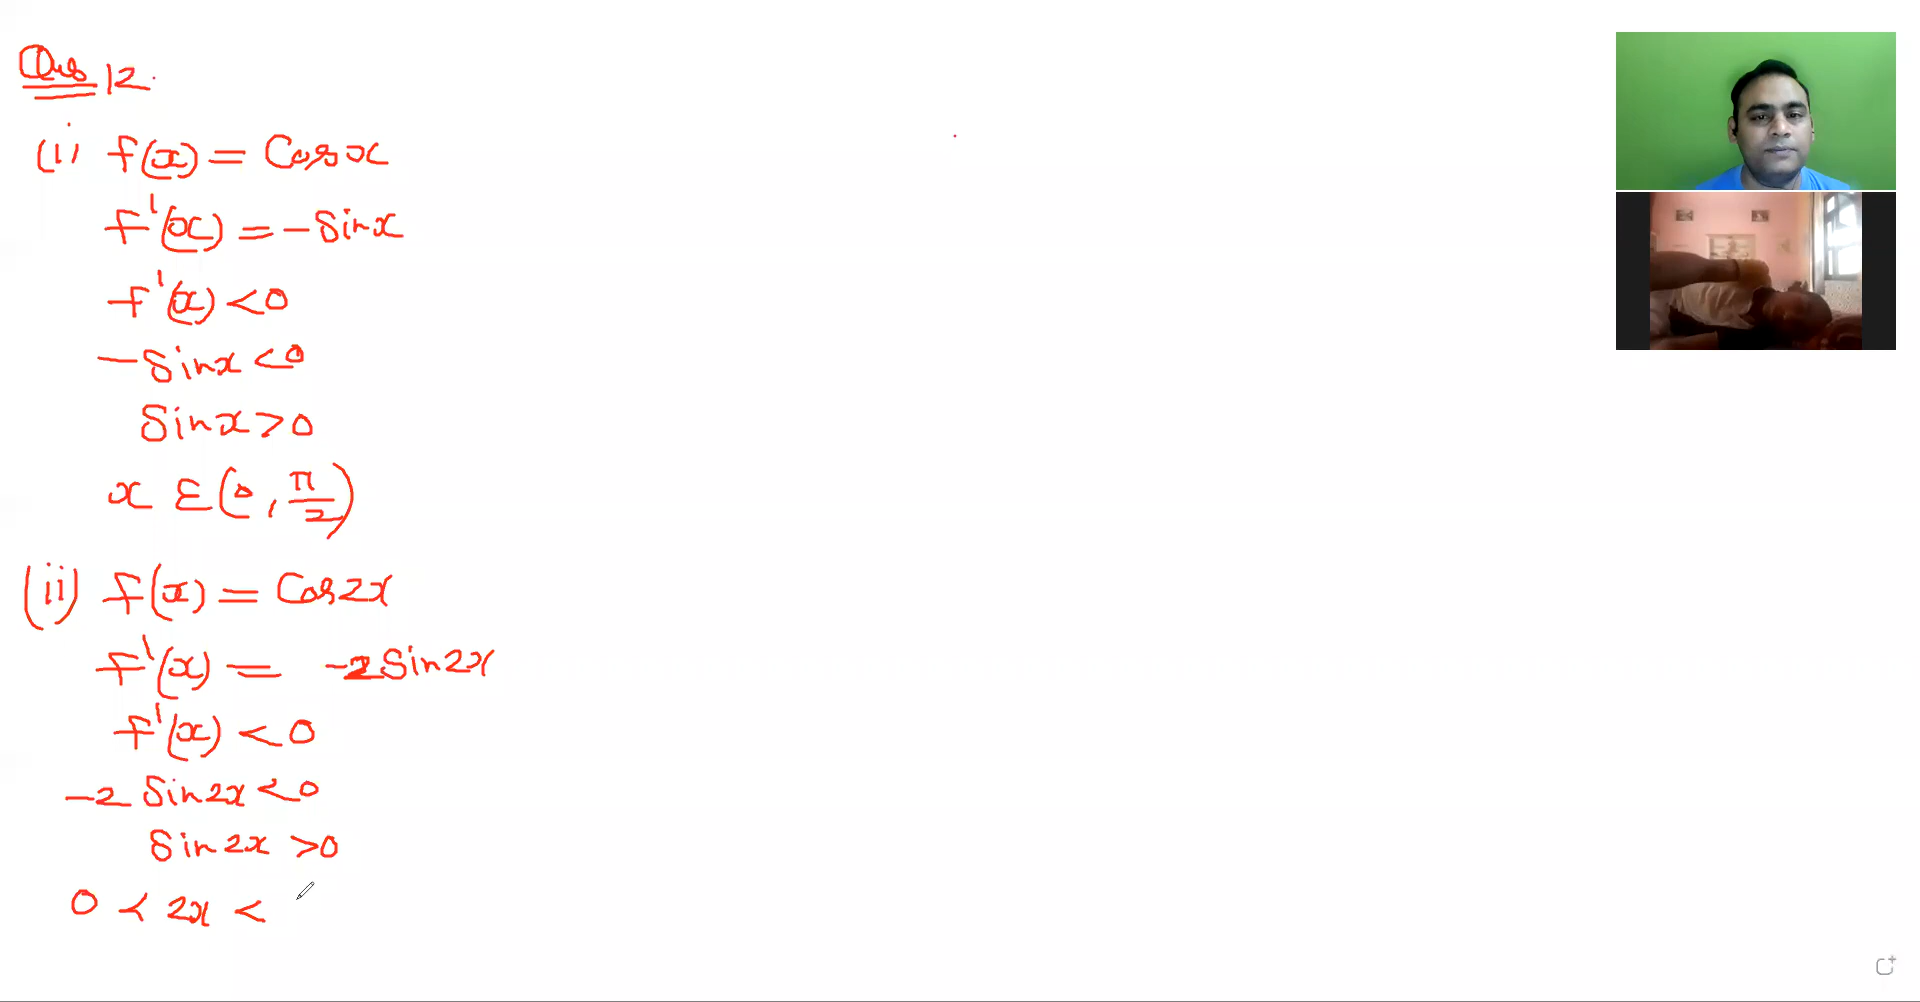 Ques 12.
(i) f(x) = Cos x
f'(x) = - Sin x
f'(x) < 0
- Sin x < 0
Sin x > 0
x ε (0, π/2)
(ii) f(x) = Cos 2x
f'(x) = -2 Sin 2x
f'(x) < 0
-2 Sin 2x < 0
Sin 2x > 0
0 < 2x <